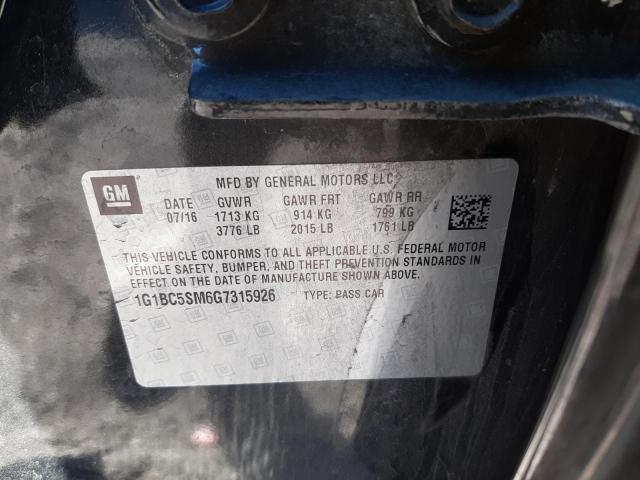 GM
MFD BY GENERAL MOTORS LLC
DATE GVWR GAWR FRT GAWR RR
07/16 1713 KG 914 KG 799 KG
3776 LB 2015 LB 1761 LB
THIS VEHICLE CONFORMS TO ALL APPLICABLE U.S. FEDERAL MOTOR
VEHICLE SAFETY, BUMPER, AND THEFT PREVENTION STANDARDS IN
EFFECT ON THE DATE OF MANUFACTURE SHOWN ABOVE.
1G1BC5SM6G7315926 TYPE: PASS CAR